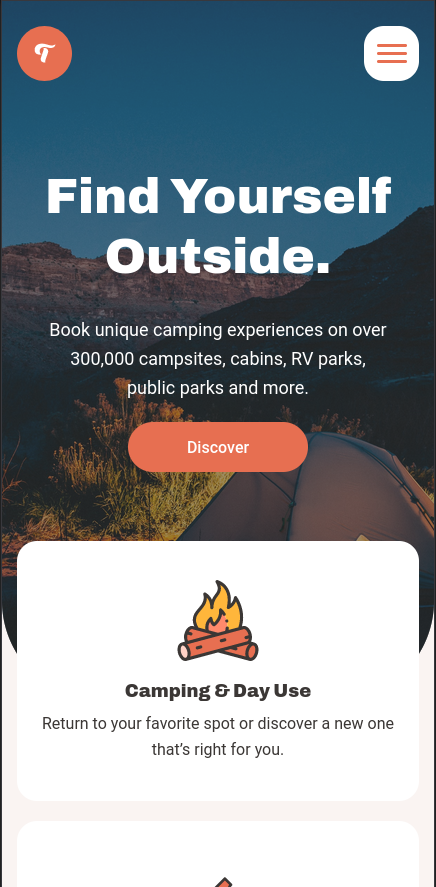 T
Find Yourself
Outside.
Book unique camping experiences on over
300,000 campsites, cabins, RV parks,
public parks and more.
Discover
Camping & Day Use
Return to your favorite spot or discover a new one
that’s right for you.